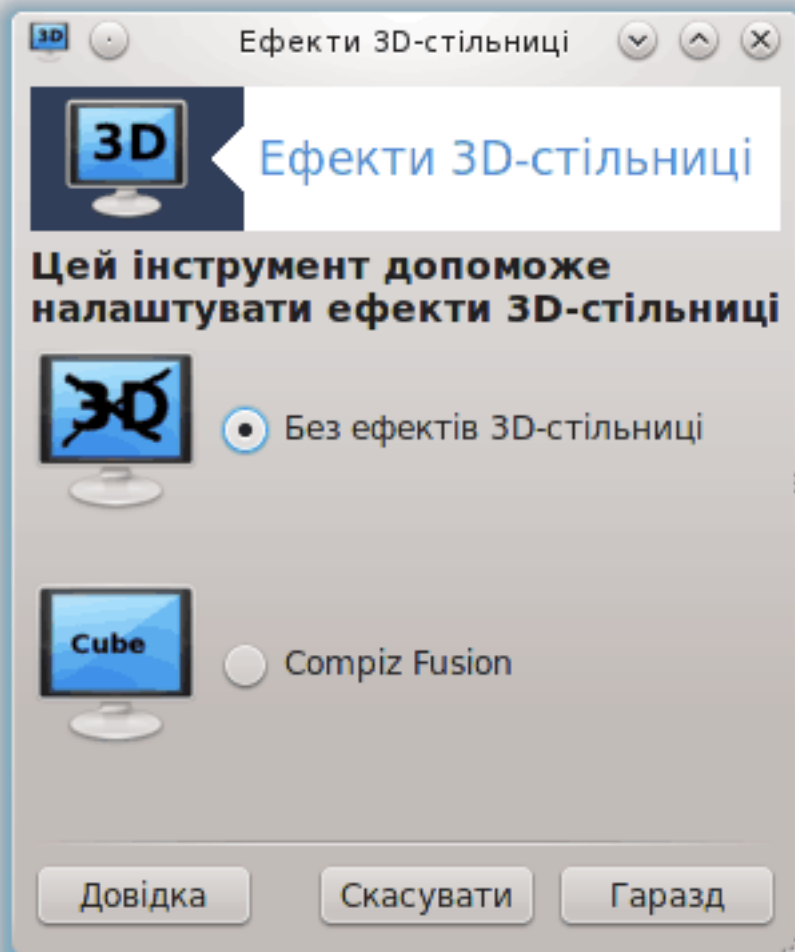 3D
Ефекти 3D-стільниці
3D
Ефекти 3D-стільниці
Цей інструмент допоможе
налаштувати ефекти 3D-стільниці
3D
Без ефектів 3D-стільниці
Cube
Compiz Fusion
Довідка
Скасувати
Гаразд